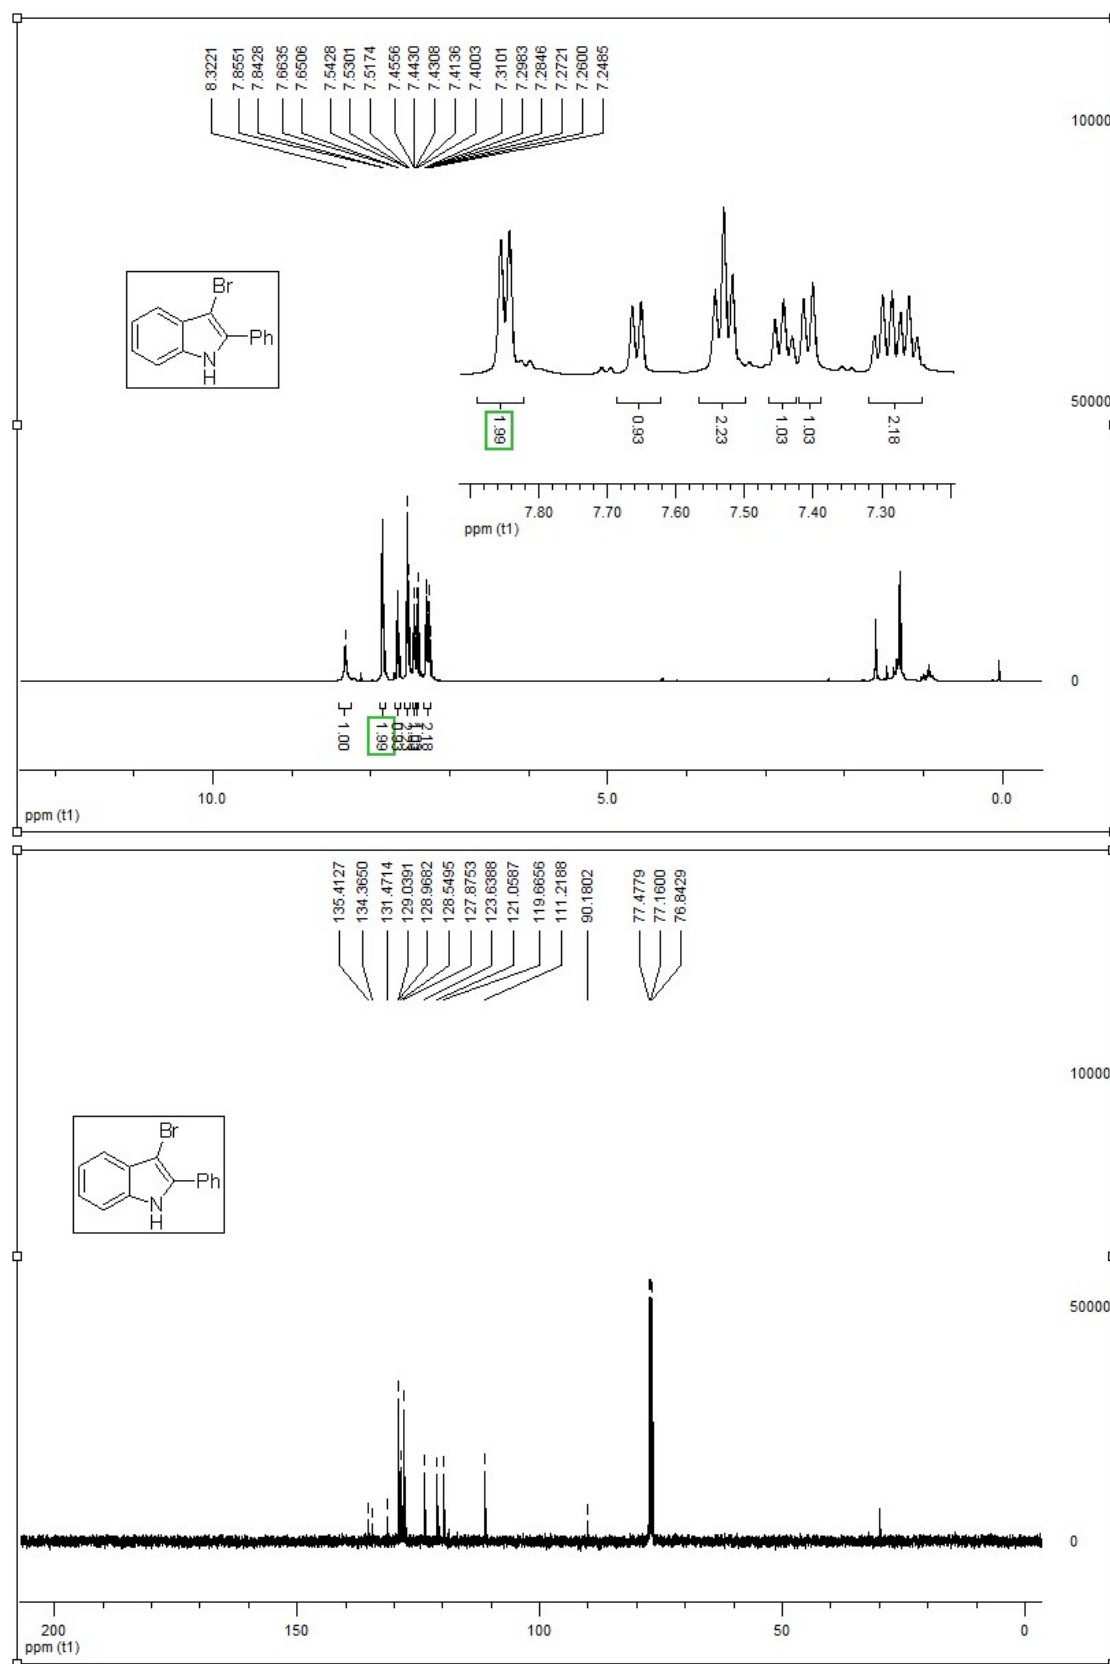 8.3221 7.8551 7.8428 7.6635 7.6506 7.5428 7.5301 7.5174 7.4556 7.4430 7.4308 7.4136 7.4003 7.3101 7.2983 7.2846 7.2721 7.2600 7.2485
10000
Br
Ph
N
H
50000
1.99 0.93 2.23 1.03 1.03 2.18
7.80 7.70 7.60 7.50 7.40 7.30
ppm (t1)
0
1.00 1.99 2.18
10.0 5.0 0.0
ppm (t1)
135.4127 134.3650 131.4714 129.0391 128.9682 128.5495 127.8753 123.6388 121.0587 119.6656 111.2188 90.1802 77.4779 77.1600 76.8429
10000
Br
Ph
N
H
50000
0
200 150 100 50 0
ppm (t1)